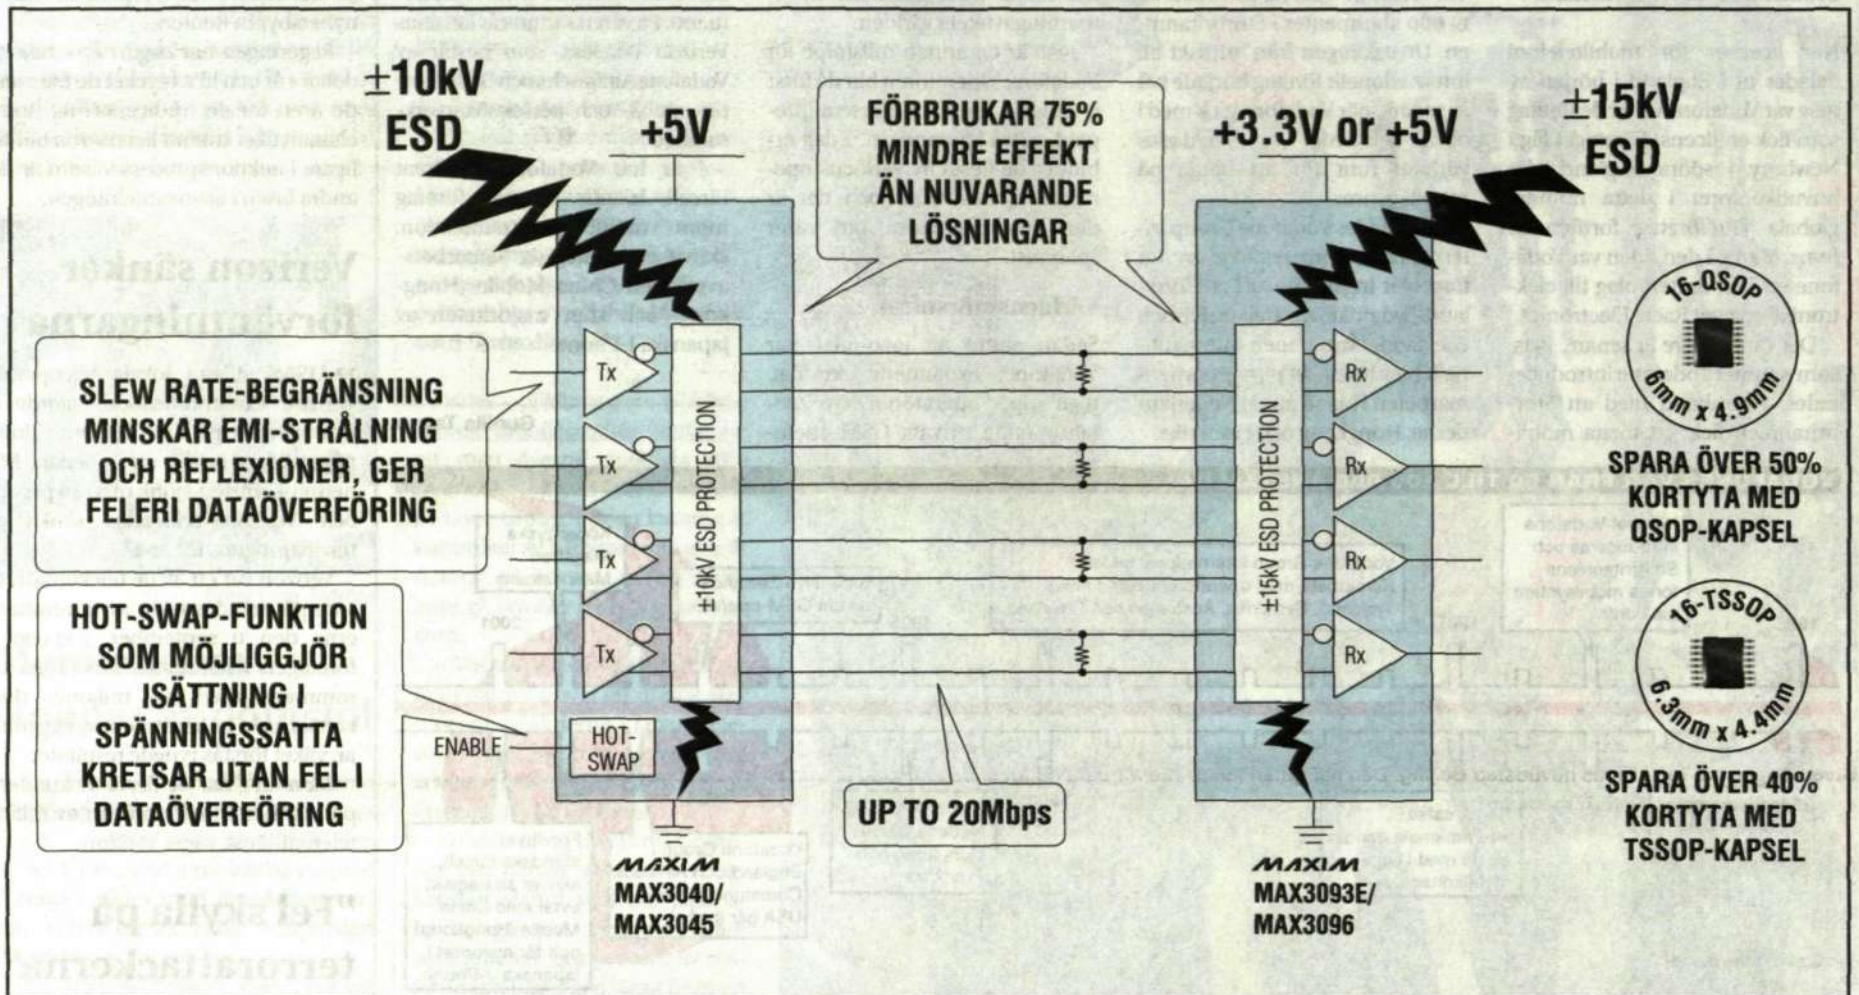 ±10kV
ESD
+5V
FÖRBRUKAR 75%
MINDRE EFFEKT
ÄN NUVARANDE
LÖSNINGAR
+3.3V or +5V
±15kV
ESD
SLEW RATE-BEGRÄNSNING
MINSKAR EMI-STRÅLNING
OCH REFLEXIONER, GER
FELFRI DATAÖVERFÖRING
HOT-SWAP-FUNKTION
SOM MÖJLIGGJÖR
ISÄTTNING I
SPÄNNINGSSATTA
KRETSAR UTAN FEL I
DATAÖVERFÖRING
Tx
Tx
Tx
Tx
±10kV ESD PROTECTION
ENABLE
HOT-
SWAP
MAXIM
MAX3040/
MAX3045
UP TO 20Mbps
±15kV ESD PROTECTION
Rx
Rx
Rx
Rx
MAXIM
MAX3093E/
MAX3096
16-QSOP
6mm x 4.9mm
SPARA ÖVER 50%
KORTYTA MED
QSOP-KAPSEL
16-TSSOP
6.3mm x 4.4mm
SPARA ÖVER 40%
KORTYTA MED
TSSOP-KAPSEL